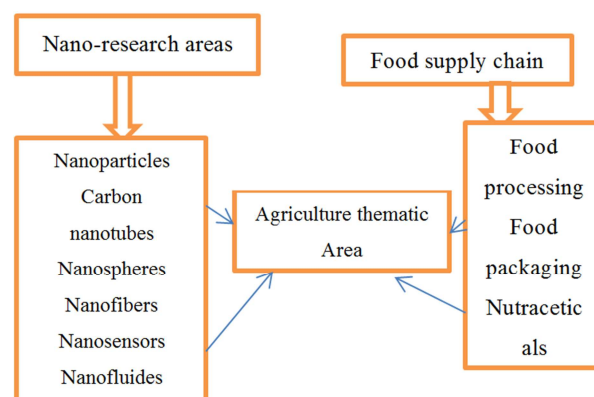 Nano-research areas
Food supply chain
Nanoparticles
Carbon
nanotubes
Nanospheres
Nanofibers
Nanosensors
Nanofluides
Agriculture thematic
Area
Food
processing
Food
packaging
Nutracetic
als